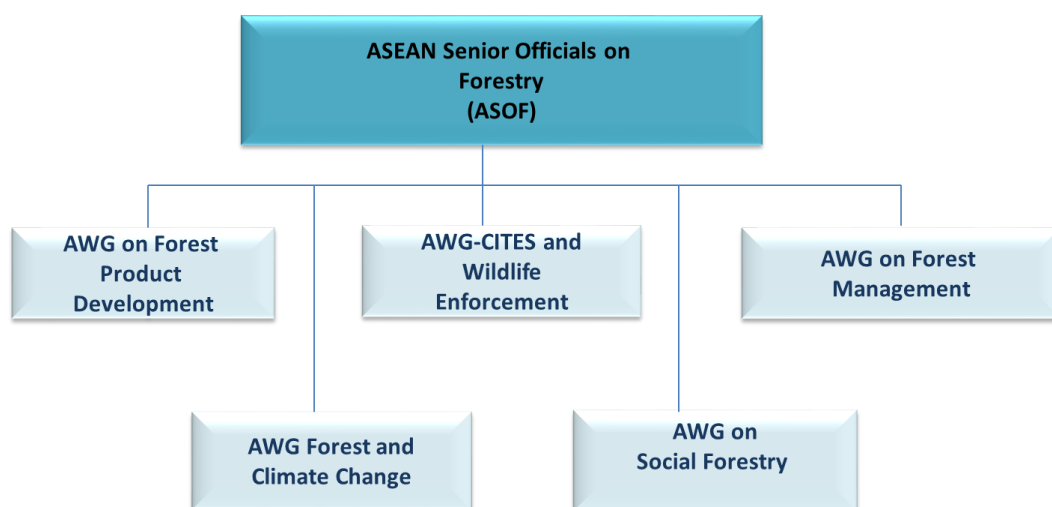 ASEAN Senior Officials on
Forestry
(ASOF)
AWG on Forest
Product
Development
AWG-CITES and
Wildlife
Enforcement
AWG on Forest
Management
AWG Forest and
Climate Change
AWG on
Social Forestry